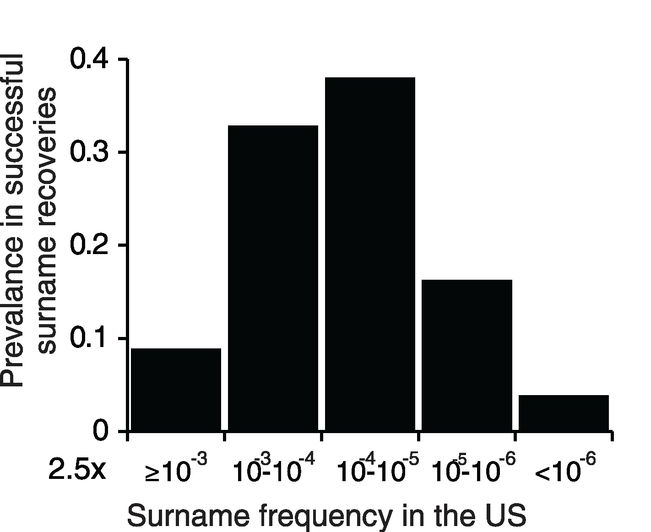 Prevalance in successful
surname recoveries
0.4
0.3
0.2
0.1
0
2.5x ≥10⁻³ 10⁻³-10⁻⁴ 10⁻⁴-10⁻⁵ 10⁻⁵-10⁻⁶ <10⁻⁶
Surname frequency in the US